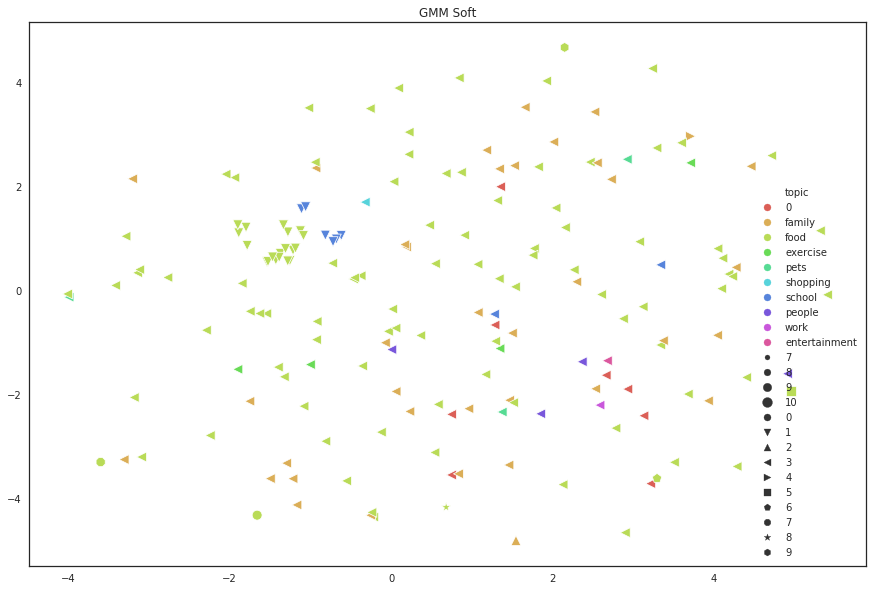 GMM Soft
4
2
0
−2
−4
−4
−2
0
2
4
topic
0
family
food
exercise
pets
shopping
school
people
work
entertainment
7
8
9
10
0
1
2
3
4
5
6
7
8
9